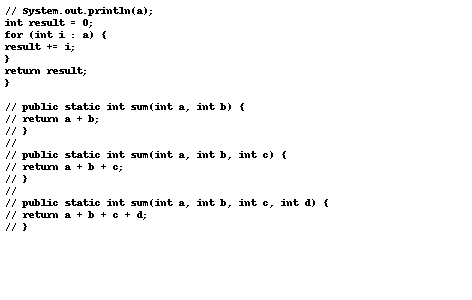 // System.out.println(a);
int result = 0;
for (int i : a) {
result += i;
}
return result;
}
// public static int sum(int a, int b) {
// return a + b;
// }
//
// public static int sum(int a, int b, int c) {
// return a + b + c;
// }
//
// public static int sum(int a, int b, int c, int d) {
// return a + b + c + d;
// }